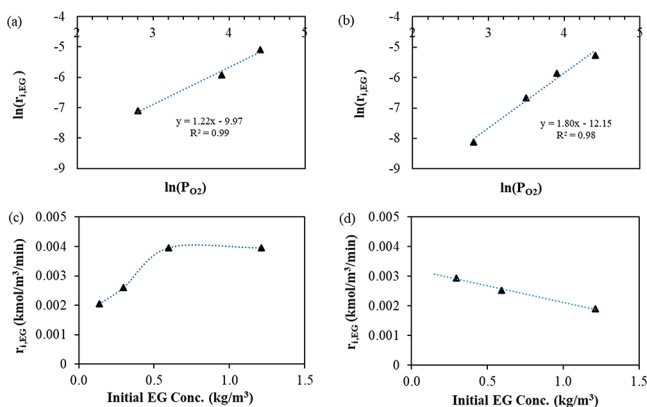 (a)
-4
2
3
4
5
-5
-6
-7
-8
-9
ln(ri,EG)
y = 1.22x - 9.97
R² = 0.99
ln(PO2)
(b)
-4
2
3
4
5
-5
-6
-7
-8
-9
ln(ri,EG)
y = 1.80x - 12.15
R² = 0.98
ln(PO2)
(c)
0.005
0.004
0.003
0.002
0.001
0
ri,EG (kmol/m³/min)
0.0
0.5
1.0
1.5
Initial EG Conc. (kg/m³)
(d)
0.005
0.004
0.003
0.002
0.001
0
ri,EG (kmol/m³/min)
0.0
0.5
1.0
1.5
Initial EG Conc. (kg/m³)